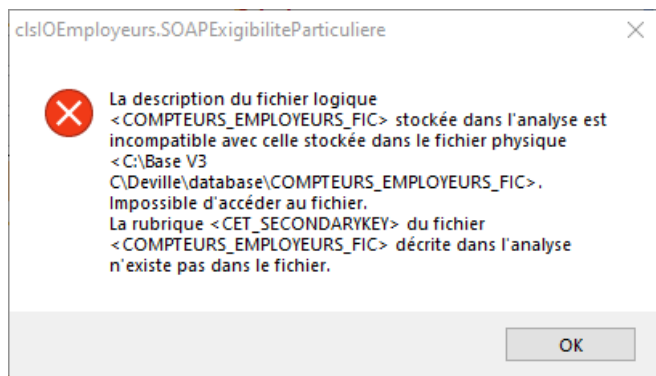 clsIOEmployeurs.SOAPExigibiliteParticuliere
La description du fichier logique
<COMPTEURS_EMPLOYEURS_FIC> stockée dans l'analyse est
incompatible avec celle stockée dans le fichier physique
<C:\Base V3
C\Deville\database\COMPTEURS_EMPLOYEURS_FIC>.
Impossible d'accéder au fichier.
La rubrique <CET_SECONDARYKEY> du fichier
<COMPTEURS_EMPLOYEURS_FIC> décrite dans l'analyse
n'existe pas dans le fichier.
OK